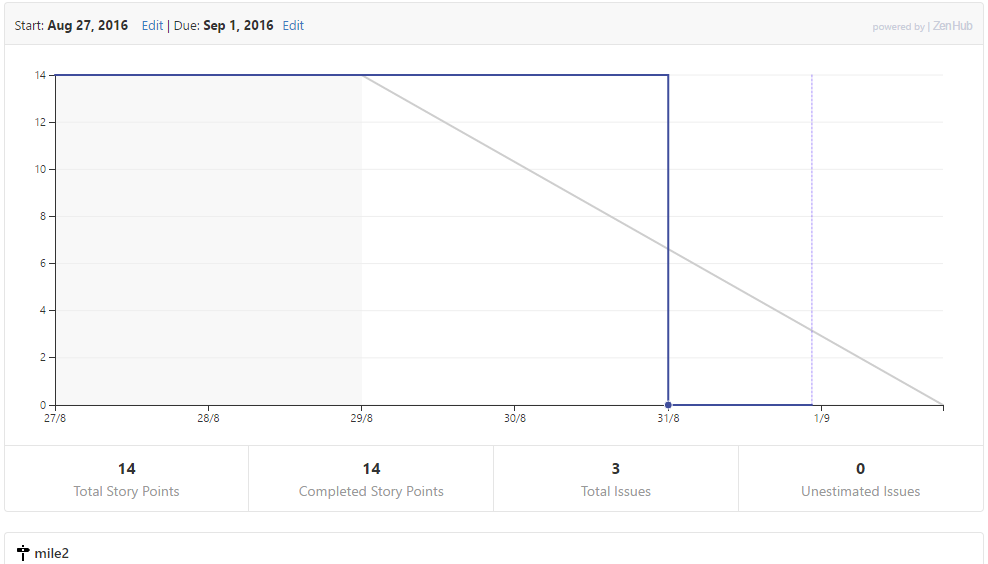 Start: Aug 27, 2016 Edit | Due: Sep 1, 2016 Edit
powered by | ZenHub
14
12
10
8
6
4
2
0
27/8 28/8 29/8 30/8 31/8 1/9
14 14 3 0
Total Story Points Completed Story Points Total Issues Unestimated Issues
mile2